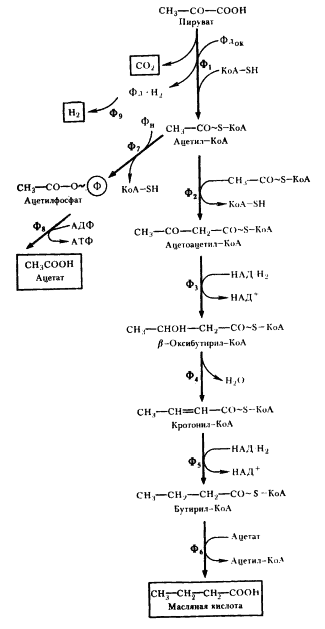 CH₃—CO—COOH
Пируват
Фдок
CO₂
Ф₁
КоА–SH
Фд · H₂
H₂
Ф₉
Фн
CH₃—CO~S–КоА
Ацетил–КоА
Ф₇
CH₃—CO—O~Ф
КоА–SH
Ацетилфосфат
Ф₂
CH₃—CO~S–КоА
КоА–SH
Ф₈
АДФ
АТФ
CH₃COOH
Ацетат
CH₃—CO—CH₂—CO~S–КоА
Ацетоацетил–КоА
Ф₃
НАД H₂
НАД⁺
CH₃—CHOH—CH₂—CO~S – КоА
β–Оксибутирил–КоА
Ф₄
H₂O
CH₃—CH=CH—CO~S–КоА
Кротонил–КоА
Ф₅
НАД H₂
НАД⁺
CH₃—CH₂—CH₂—CO~S – КоА
Бутирил–КоА
Ф₆
Ацетат
Ацетил–КоА
CH₃—CH₂—CH₂—COOH
Масляная кислота